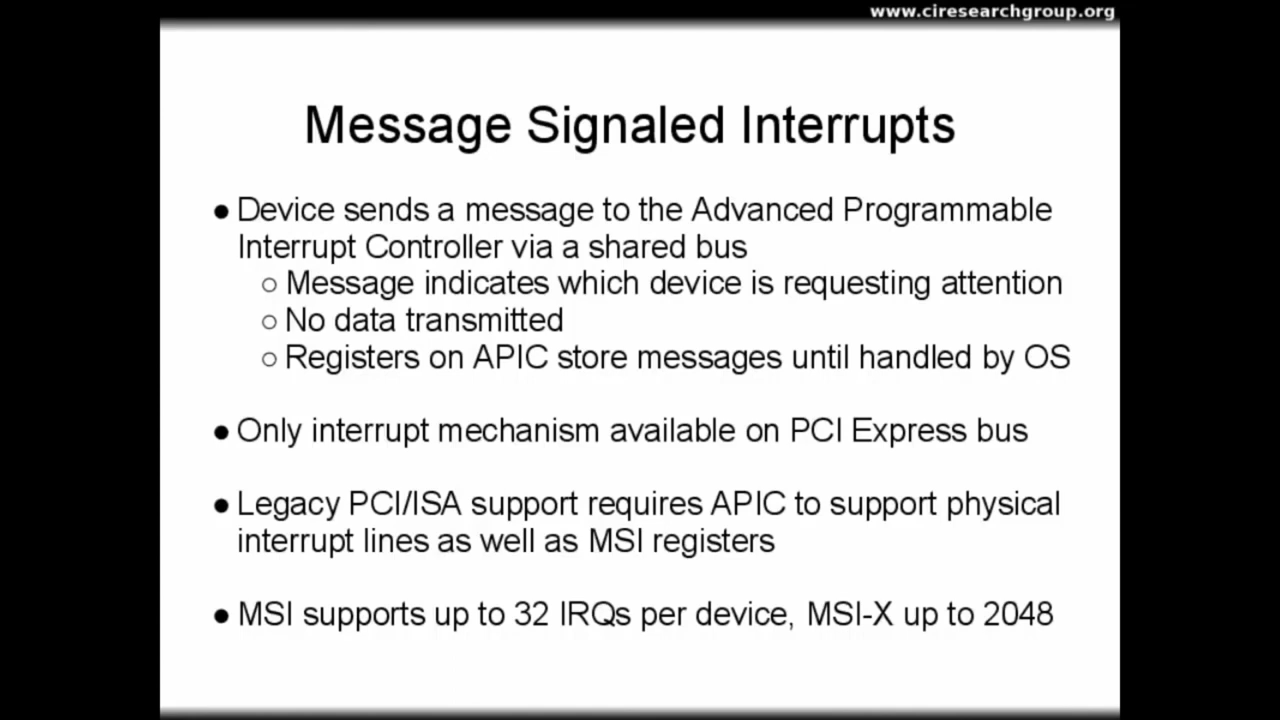 www.ciresearchgroup.org
Message Signaled Interrupts
● Device sends a message to the Advanced Programmable
Interrupt Controller via a shared bus
○ Message indicates which device is requesting attention
○ No data transmitted
○ Registers on APIC store messages until handled by OS
● Only interrupt mechanism available on PCI Express bus
● Legacy PCI/ISA support requires APIC to support physical
interrupt lines as well as MSI registers
● MSI supports up to 32 IRQs per device, MSI-X up to 2048